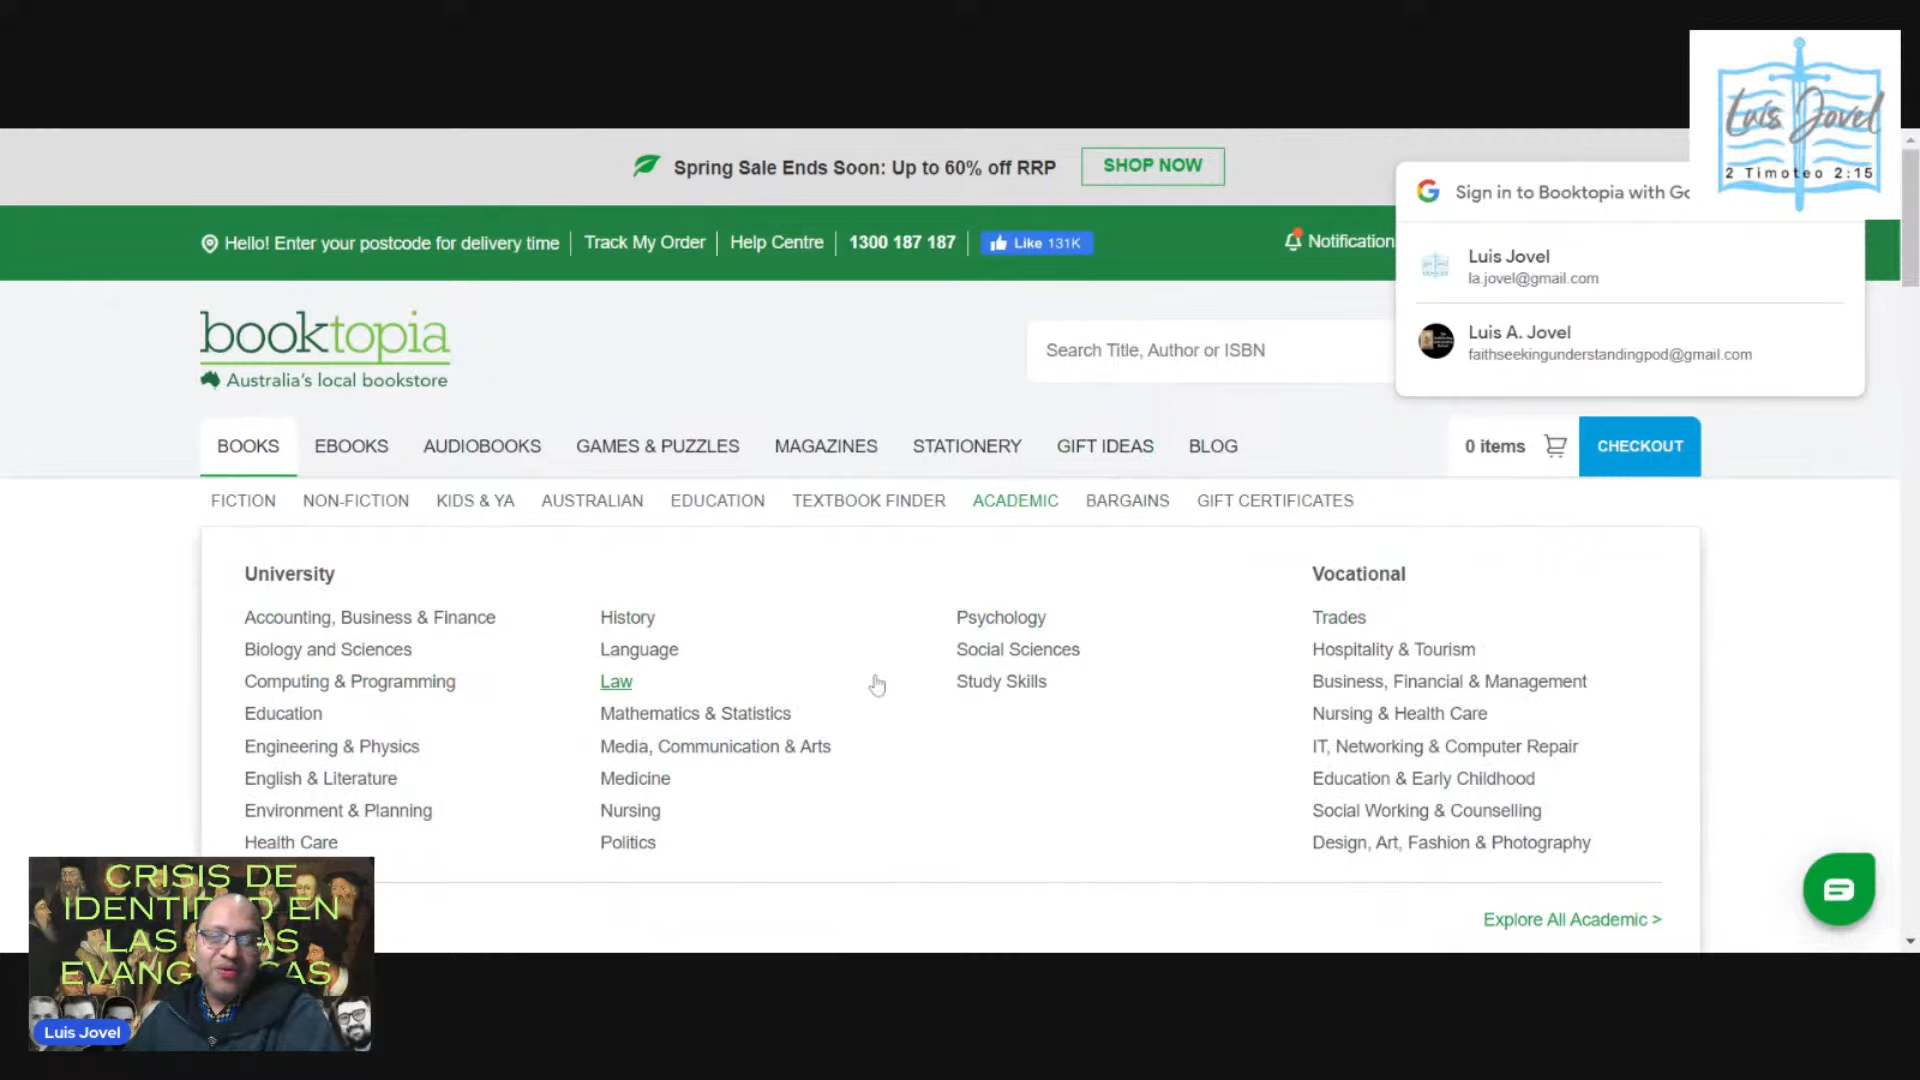 Luis Jovel
2 Timoteo 2:15
Spring Sale Ends Soon: Up to 60% off RRP
SHOP NOW
Sign in to Booktopia with Go
Hello! Enter your postcode for delivery time
Track My Order
Help Centre
1300 187 187
Like 131K
Notification
Luis Jovel
la.jovel@gmail.com
Luis A. Jovel
faithseekingunderstandingpod@gmail.com
booktopia
Australia's local bookstore
Search Title, Author or ISBN
BOOKS
EBOOKS
AUDIOBOOKS
GAMES & PUZZLES
MAGAZINES
STATIONERY
GIFT IDEAS
BLOG
0 items
CHECKOUT
FICTION
NON-FICTION
KIDS & YA
AUSTRALIAN
EDUCATION
TEXTBOOK FINDER
ACADEMIC
BARGAINS
GIFT CERTIFICATES
University
Accounting, Business & Finance
Biology and Sciences
Computing & Programming
Education
Engineering & Physics
English & Literature
Environment & Planning
Health Care
History
Language
Law
Mathematics & Statistics
Media, Communication & Arts
Medicine
Nursing
Politics
Psychology
Social Sciences
Study Skills
Vocational
Trades
Hospitality & Tourism
Business, Financial & Management
Nursing & Health Care
IT, Networking & Computer Repair
Education & Early Childhood
Social Working & Counselling
Design, Art, Fashion & Photography
Explore All Academic >
CRISIS DE
EN
LAS
Luis Jovel